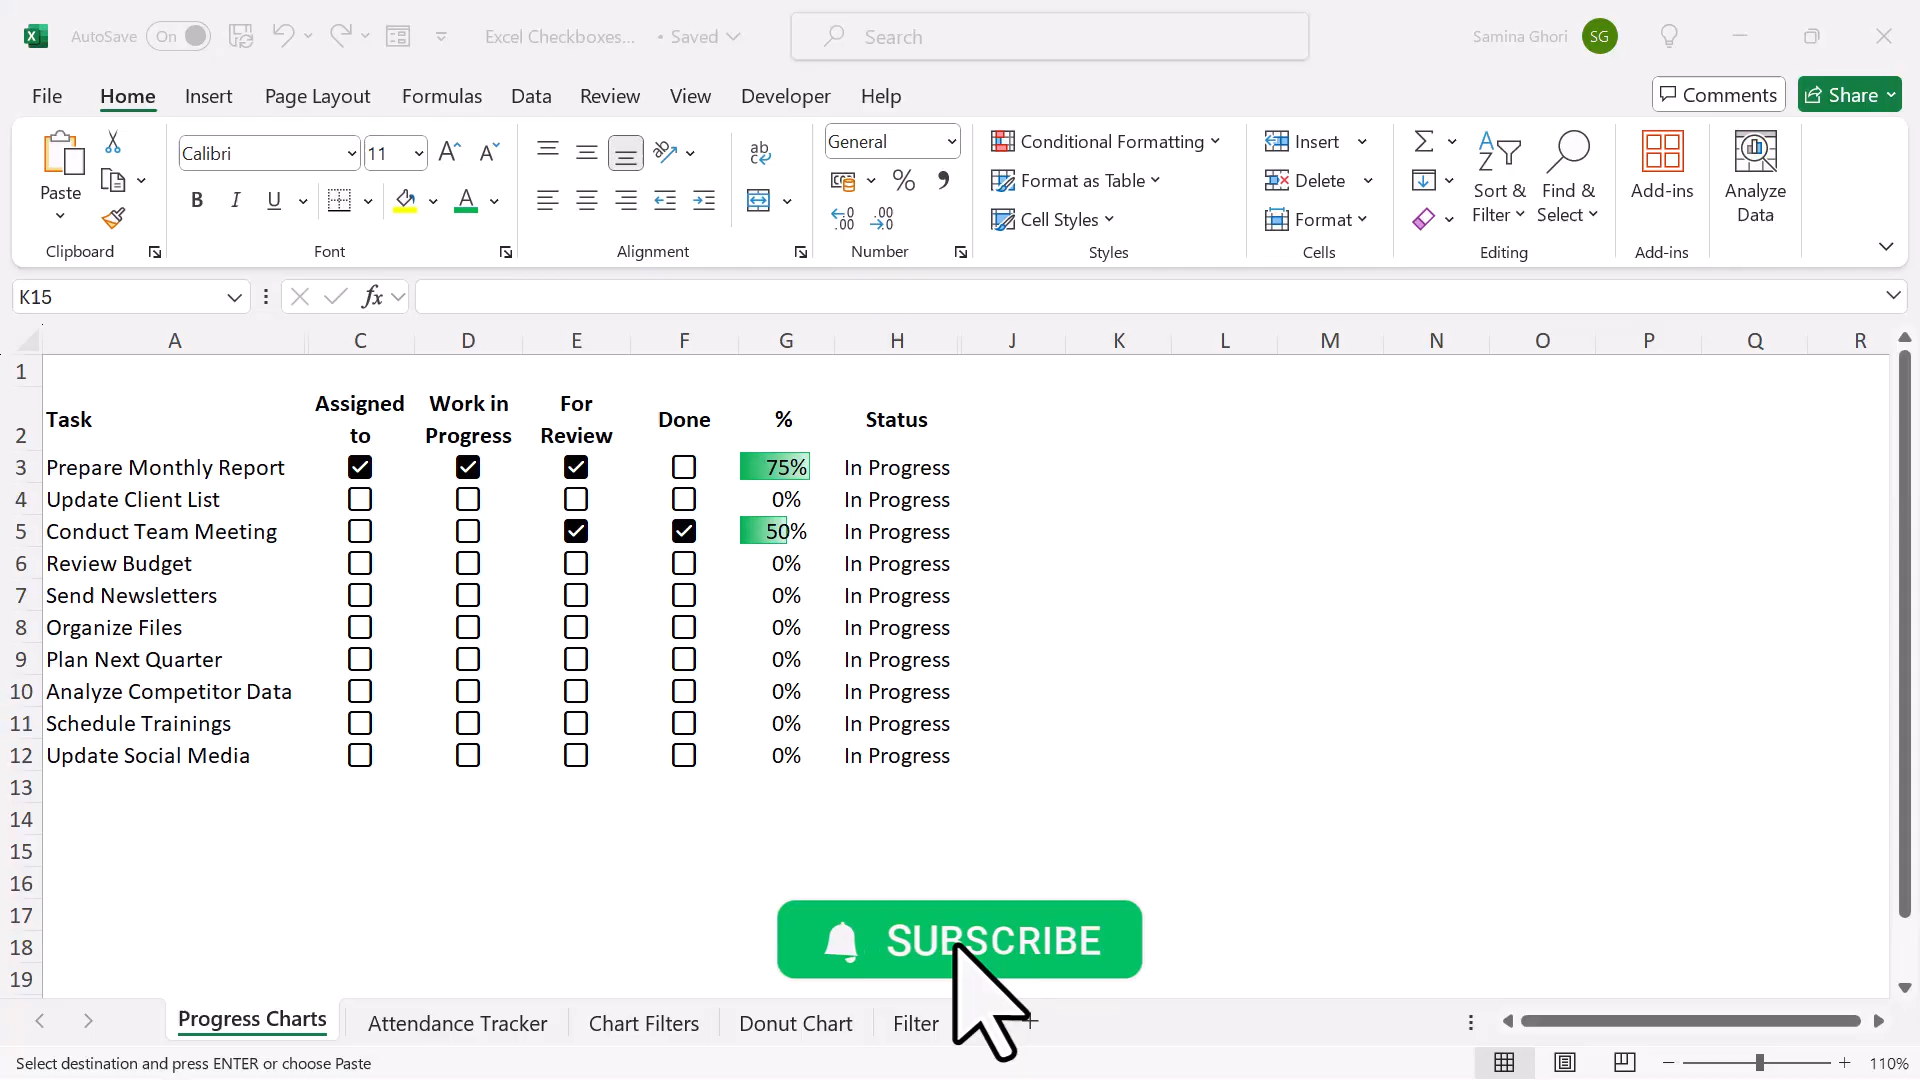 AutoSave On Excel Checkboxes... • Saved Search Samina Ghori SG
File Home Insert Page Layout Formulas Data Review View Developer Help Comments Share
Paste
Clipboard
Calibri 11
B I U A
Font
ab
Alignment
General
% , .00 .00
Number
Conditional Formatting
Format as Table
Cell Styles
Styles
Insert
Delete
Format
Cells
Sort & Filter
Find & Select
Editing
Add-ins
Add-ins
Analyze Data
K15 fx
A C D E F G H J K L M N O P Q R
1
2 Task Assigned to Work in Progress For Review Done % Status
3 Prepare Monthly Report 75% In Progress
4 Update Client List 0% In Progress
5 Conduct Team Meeting 50% In Progress
6 Review Budget 0% In Progress
7 Send Newsletters 0% In Progress
8 Organize Files 0% In Progress
9 Plan Next Quarter 0% In Progress
10 Analyze Competitor Data 0% In Progress
11 Schedule Trainings 0% In Progress
12 Update Social Media 0% In Progress
13
14
15
16
17
18
19
SUBSCRIBE
Progress Charts Attendance Tracker Chart Filters Donut Chart Filter
Select destination and press ENTER or choose Paste 110%